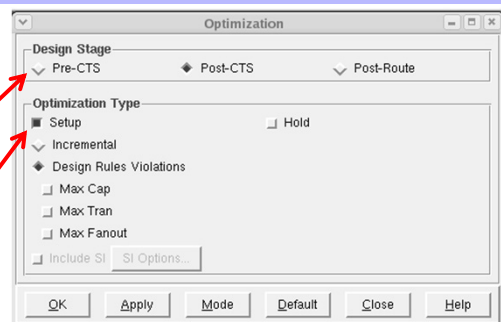 Optimization
Design Stage
Pre-CTS Post-CTS Post-Route
Optimization Type
Setup Hold
Incremental
Design Rules Violations
Max Cap
Max Tran
Max Fanout
Include SI SI Options...
OK Apply Mode Default Close Help